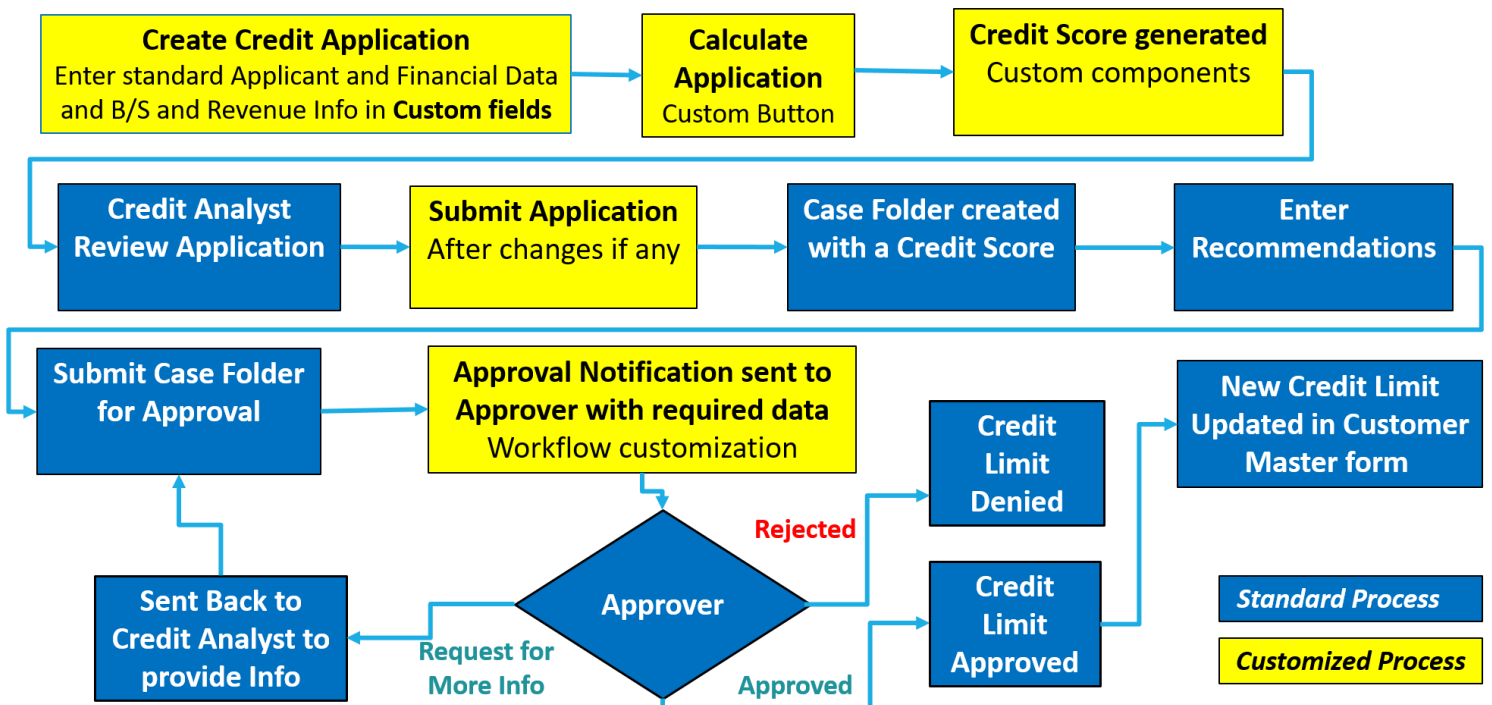 Create Credit Application
Enter standard Applicant and Financial Data
and B/S and Revenue Info in Custom fields
Calculate
Application
Custom Button
Credit Score generated
Custom components
Credit Analyst
Review Application
Submit Application
After changes if any
Case Folder created
with a Credit Score
Enter
Recommendations
Submit Case Folder
for Approval
Approval Notification sent to
Approver with required data
Workflow customization
Credit
Limit
Denied
New Credit Limit
Updated in Customer
Master form
Rejected
Sent Back to
Credit Analyst to
provide Info
Request for
More Info
Approver
Approved
Credit
Limit
Approved
Standard Process
Customized Process